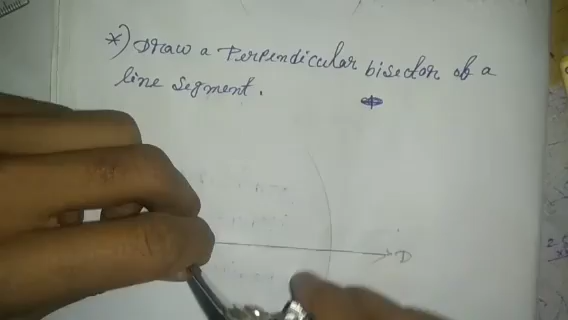 *) Draw a Perpendicular bisector of a
line segment.
D